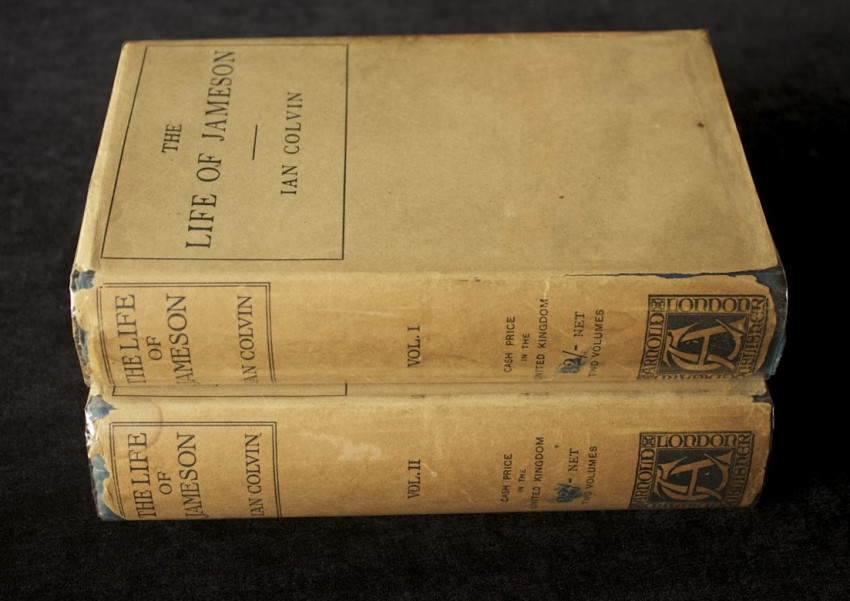 THE
LIFE OF JAMESON
IAN COLVIN
THE LIFE
OF
JAMESON
IAN COLVIN
VOL. I
CASH PRICE
IN THE
UNITED KINGDOM
2/- NET
TWO VOLUMES
ARNOLD
LONDON
PUBLISHER
THE LIFE
OF
JAMESON
IAN COLVIN
VOL. II
CASH PRICE
IN THE
UNITED KINGDOM
NET
TWO VOLUMES
ARNOLD
LONDON
PUBLISHER